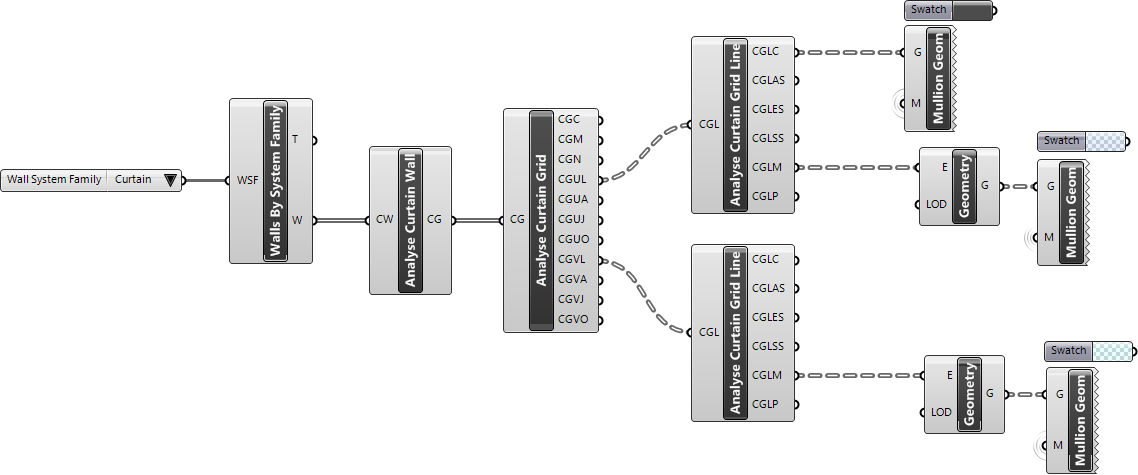 Wall System Family Curtain
WSF
Walls By System Family
T
W
CW
Analyse Curtain Wall
CG
CG
Analyse Curtain Grid
CGC
CGM
CGN
CGUL
CGUA
CGUJ
CGUO
CGVL
CGVA
CGVJ
CGVO
CGL
Analyse Curtain Grid Line
CGLC
CGLAS
CGLES
CGLSS
CGLM
CGLP
Swatch
G
M
Mullion Geom
E
LOD
Geometry
G
Swatch
G
M
Mullion Geom
CGL
Analyse Curtain Grid Line
CGLC
CGLAS
CGLES
CGLSS
CGLM
CGLP
E
LOD
Geometry
G
Swatch
G
M
Mullion Geom